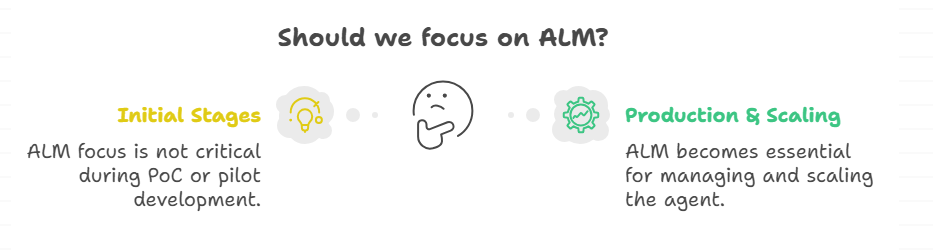 Should we focus on ALM?
Initial Stages
ALM focus is not critical
during PoC or pilot
development.
Production & Scaling
ALM becomes essential
for managing and scaling
the agent.